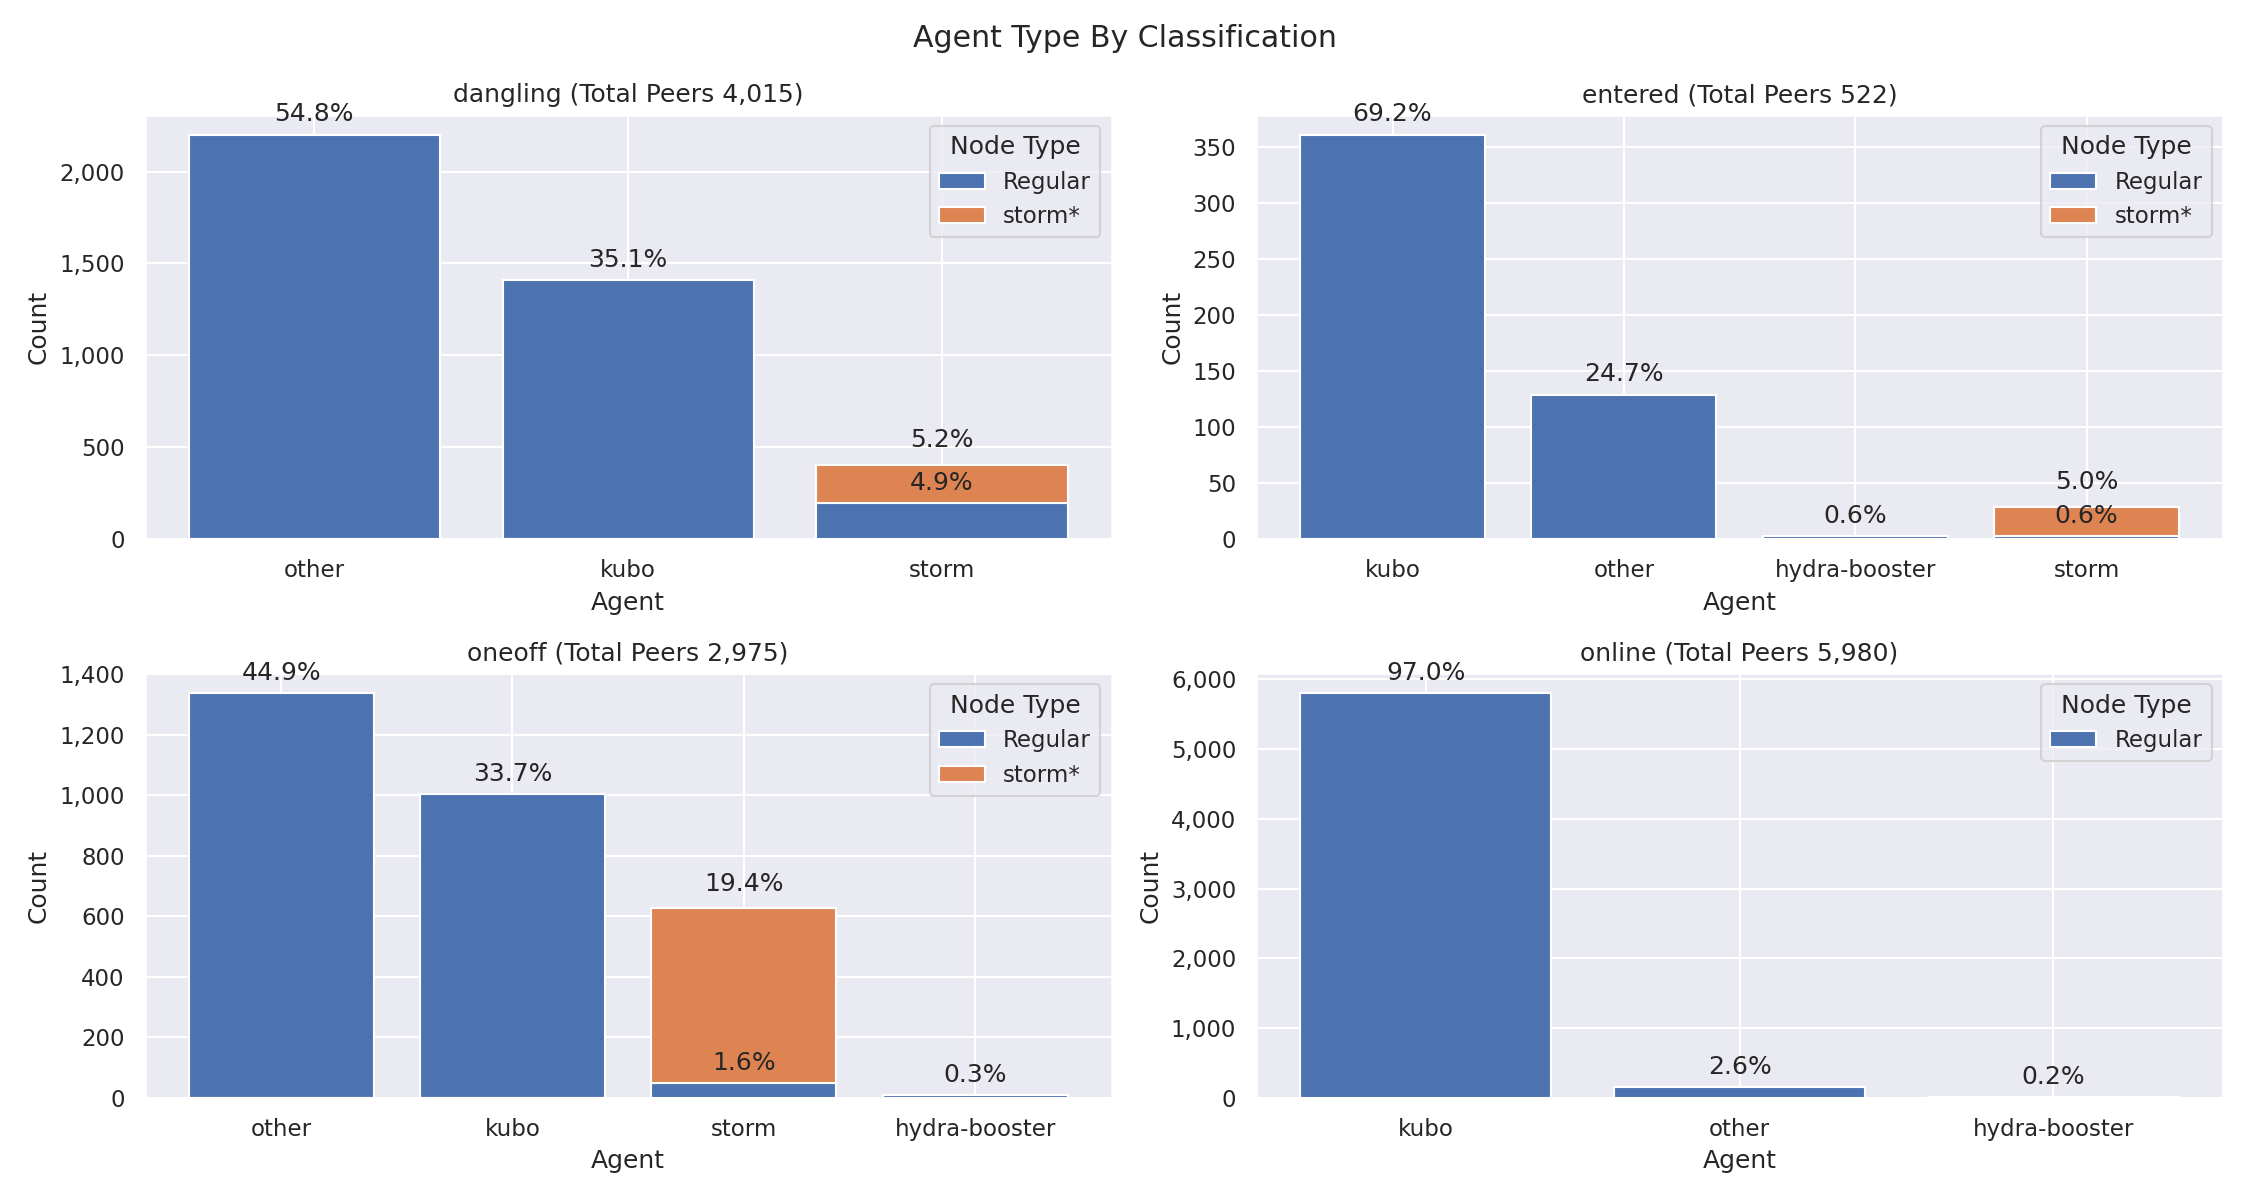 Agent Type By Classification
dangling (Total Peers 4,015)
54.8%
35.1%
5.2%
4.9%
Node Type
Regular
storm*
Count
2,000
1,500
1,000
500
0
other
kubo
storm
Agent
entered (Total Peers 522)
69.2%
24.7%
0.6%
5.0%
0.6%
Node Type
Regular
storm*
Count
350
300
250
200
150
100
50
0
kubo
other
hydra-booster
storm
Agent
oneoff (Total Peers 2,975)
44.9%
33.7%
19.4%
1.6%
0.3%
Node Type
Regular
storm*
Count
1,400
1,200
1,000
800
600
400
200
0
other
kubo
storm
hydra-booster
Agent
online (Total Peers 5,980)
97.0%
2.6%
0.2%
Node Type
Regular
Count
6,000
5,000
4,000
3,000
2,000
1,000
0
kubo
other
hydra-booster
Agent